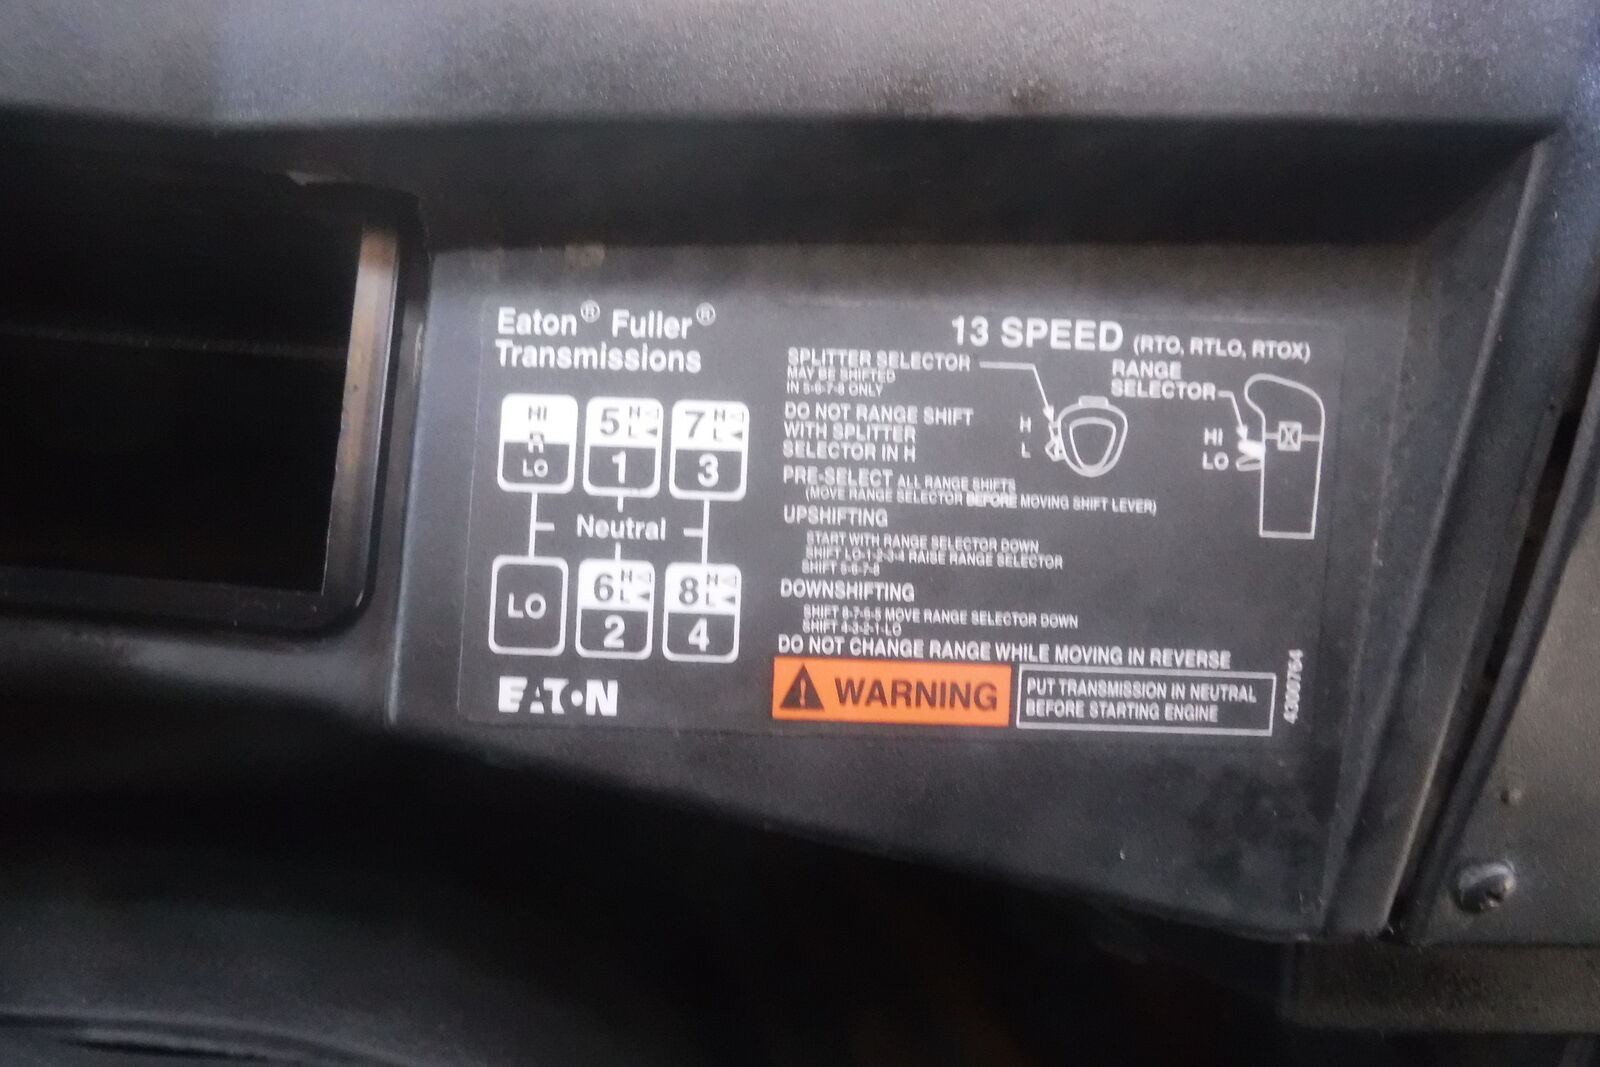 Eaton® Fuller®
Transmissions
HI
R
LO
5 H L
1
7 H L
3
Neutral
LO
6 H L
2
8 H L
4
EATON
13 SPEED (RTO, RTLO, RTOX)
SPLITTER SELECTOR
MAY BE SHIFTED
IN 5-6-7-8 ONLY
RANGE
SELECTOR
H
L
HI
LO
DO NOT RANGE SHIFT
WITH SPLITTER
SELECTOR IN H
PRE-SELECT ALL RANGE SHIFTS
(MOVE RANGE SELECTOR BEFORE MOVING SHIFT LEVER)
UPSHIFTING
START WITH RANGE SELECTOR DOWN
SHIFT LO-1-2-3-4 RAISE RANGE SELECTOR
SHIFT 5-6-7-8
DOWNSHIFTING
SHIFT 8-7-6-5 MOVE RANGE SELECTOR DOWN
SHIFT 4-3-2-1-LO
DO NOT CHANGE RANGE WHILE MOVING IN REVERSE
WARNING
PUT TRANSMISSION IN NEUTRAL
BEFORE STARTING ENGINE
4300764